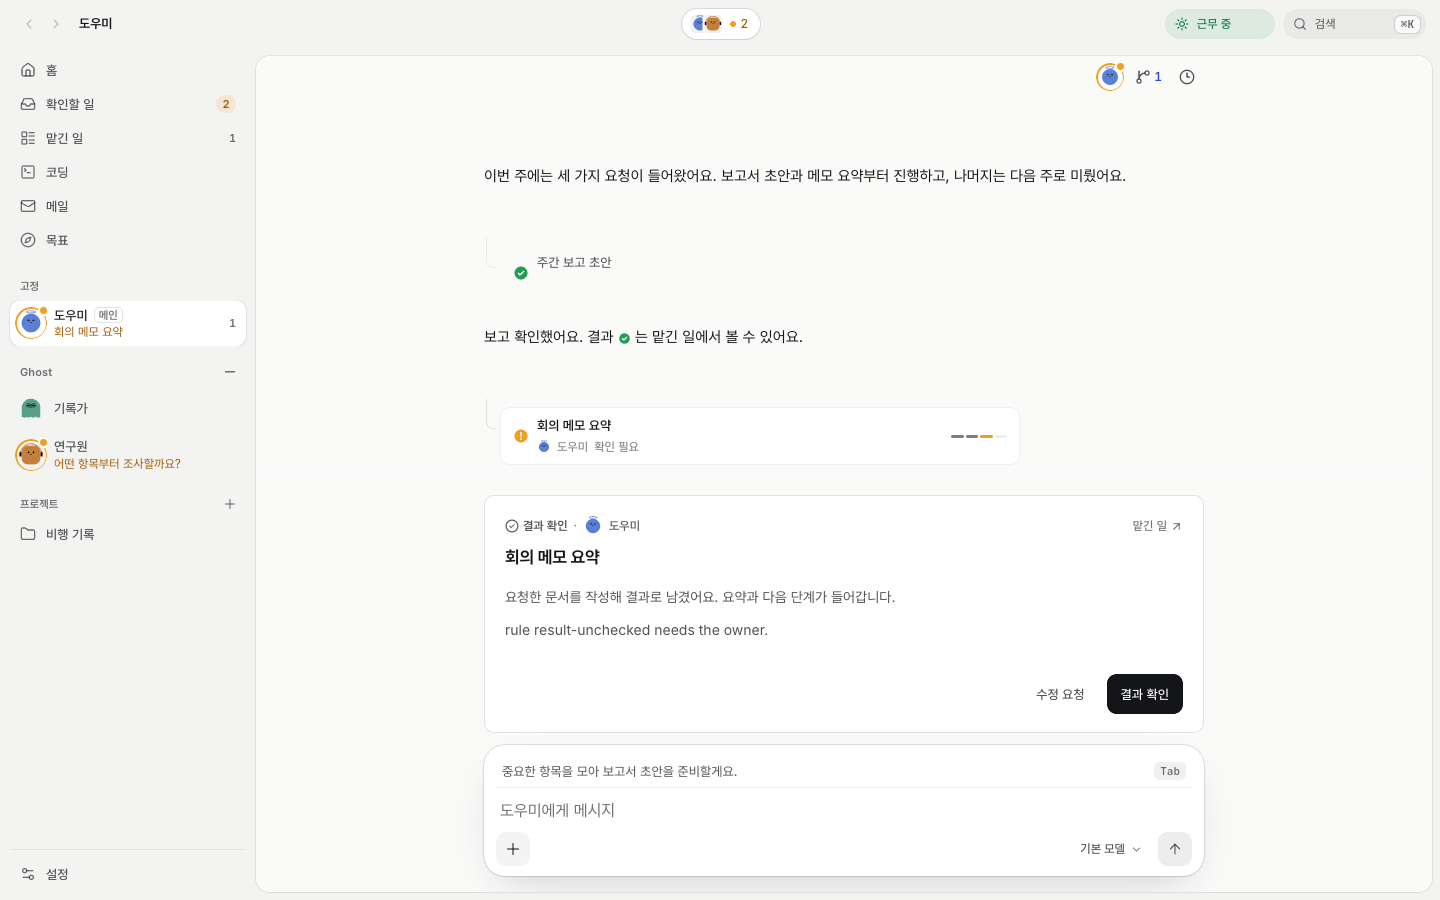 도우미
2
근무 중
검색
⌘K
홈
확인할 일
2
맡긴 일
1
코딩
메일
목표
고정
도우미
메인
회의 메모 요약
1
Ghost
기록가
연구원
어떤 항목부터 조사할까요?
프로젝트
비행 기록
설정
1
이번 주에는 세 가지 요청이 들어왔어요. 보고서 초안과 메모 요약부터 진행하고, 나머지는 다음 주로 미뤘어요.
주간 보고 초안
보고 확인했어요. 결과 는 맡긴 일에서 볼 수 있어요.
회의 메모 요약
도우미 확인 필요
결과 확인 · 도우미
맡긴 일
회의 메모 요약
요청한 문서를 작성해 결과로 남겼어요. 요약과 다음 단계가 들어갑니다.
rule result-unchecked needs the owner.
수정 요청
결과 확인
중요한 항목을 모아 보고서 초안을 준비할게요.
Tab
도우미에게 메시지
기본 모델